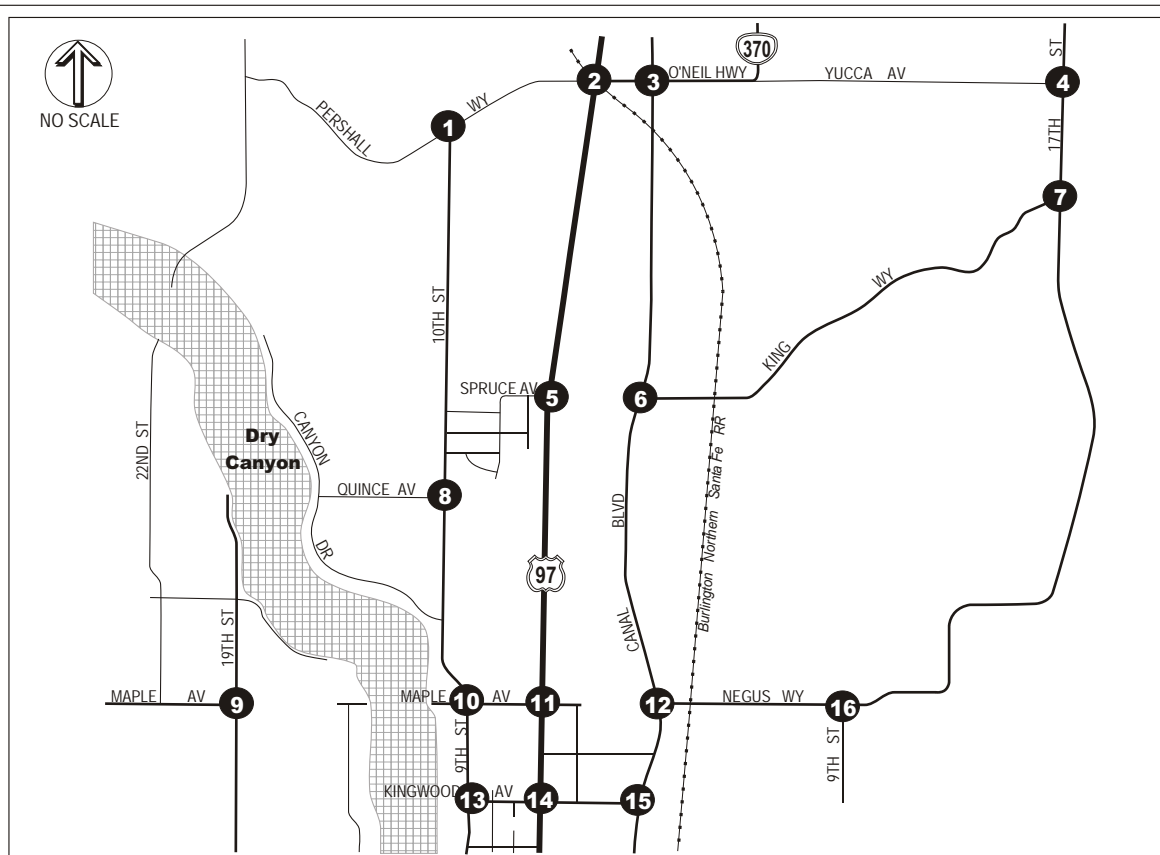 370
ST
2
3
O'NEIL HWY
YUCCA AV
4
NO SCALE
PERSHALL
WY
1
17TH
7
WY
10TH ST
KING
SPRUCE AV
5
6
22ND ST
CANYON
Dry
Canyon
QUINCE AV
8
BLVD
Burlington Northern Santa Fe RR
DR
97
CANAL
19TH ST
MAPLE AV
9
MAPLE
10
AV
11
12
NEGUS WY
16
9TH ST
9TH ST
KINGWOOD
13
AV
14
15